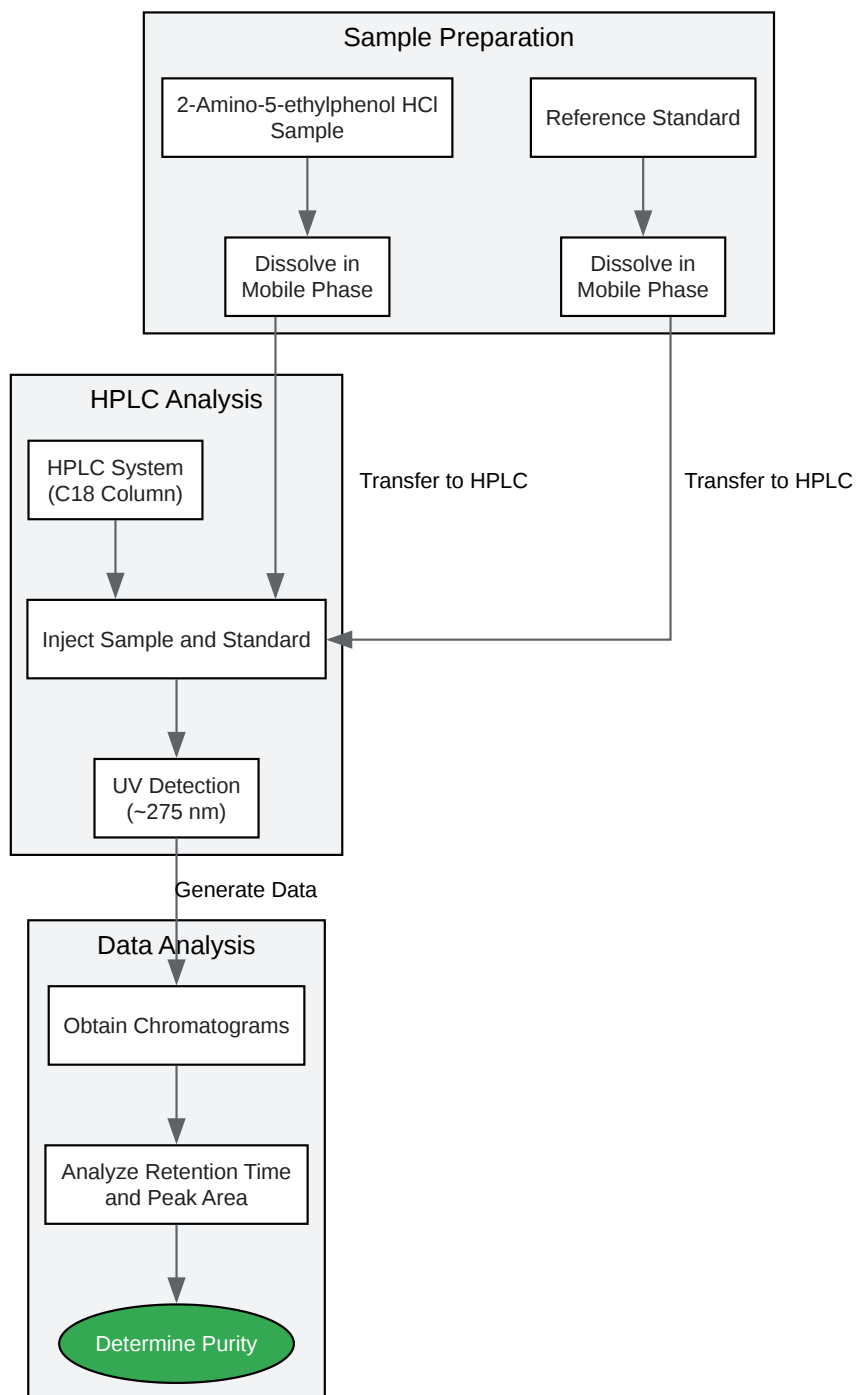 Sample Preparation
2-Amino-5-ethylphenol HCl
Sample
Reference Standard
Dissolve in
Mobile Phase
Dissolve in
Mobile Phase
HPLC Analysis
HPLC System
(C18 Column)
Transfer to HPLC
Transfer to HPLC
Inject Sample and Standard
UV Detection
(~275 nm)
Generate Data
Data Analysis
Obtain Chromatograms
Analyze Retention Time
and Peak Area
Determine Purity